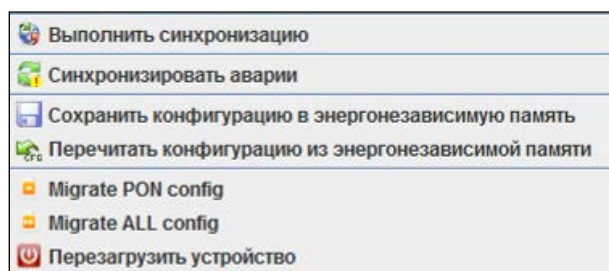 Выполнить синхронизацию
Синхронизировать аварии
Сохранить конфигурацию в энергонезависимую память
CFG Перечитать конфигурацию из энергонезависимой памяти
Migrate PON config
Migrate ALL config
Перезагрузить устройство